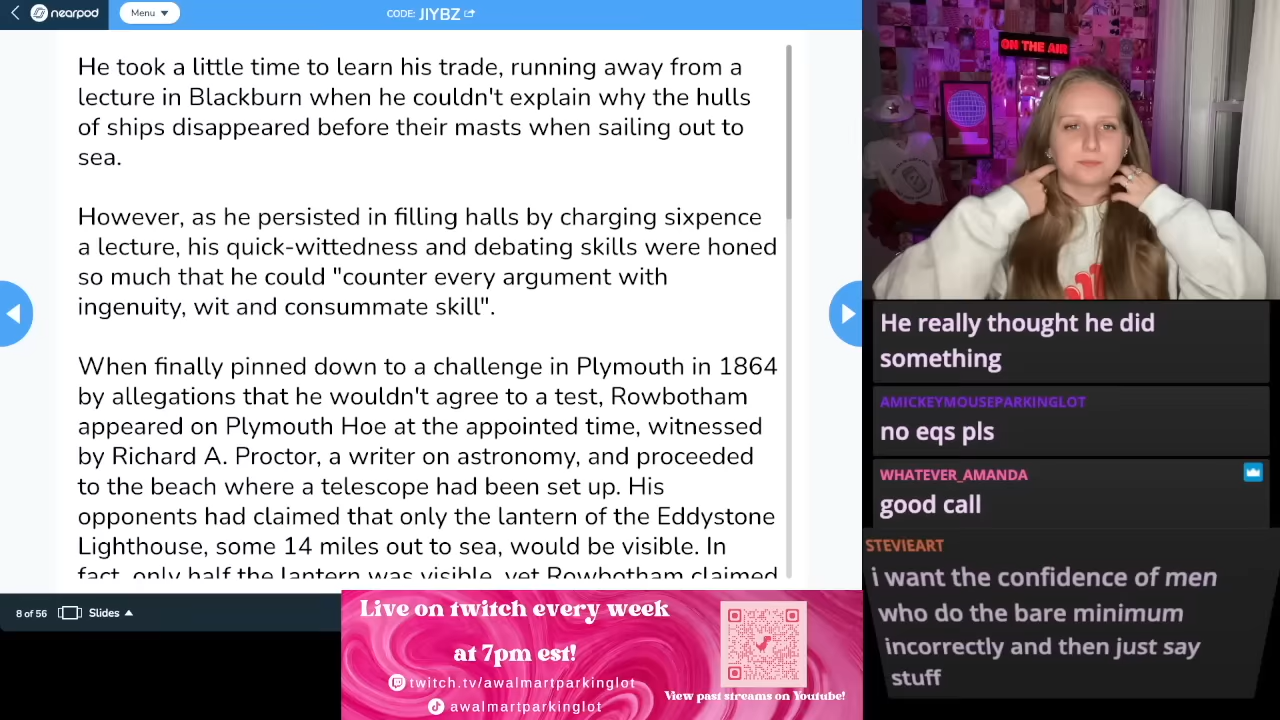 nearpod
Menu
CODE: JIYBZ
He took a little time to learn his trade, running away from a
lecture in Blackburn when he couldn't explain why the hulls
of ships disappeared before their masts when sailing out to
sea.
However, as he persisted in filling halls by charging sixpence
a lecture, his quick-wittedness and debating skills were honed
so much that he could "counter every argument with
ingenuity, wit and consummate skill".
When finally pinned down to a challenge in Plymouth in 1864
by allegations that he wouldn't agree to a test, Rowbotham
appeared on Plymouth Hoe at the appointed time, witnessed
by Richard A. Proctor, a writer on astronomy, and proceeded
to the beach where a telescope had been set up. His
opponents had claimed that only the lantern of the Eddystone
Lighthouse, some 14 miles out to sea, would be visible. In
fact, only half the lantern was visible, yet Rowbotham claimed
8 of 56
Slides
ON THE AIR
He really thought he did
something
AMICKEYMOUSEPARKINGLOT
no eqs pls
WHATEVER_AMANDA
good call
STEVIEART
i want the confidence of men
who do the bare minimum
incorrectly and then just say
stuff
Live on twitch every week
at 7pm est!
twitch.tv/awalmartparkinglot
awalmartparkinglot
View past streams on Youtube!